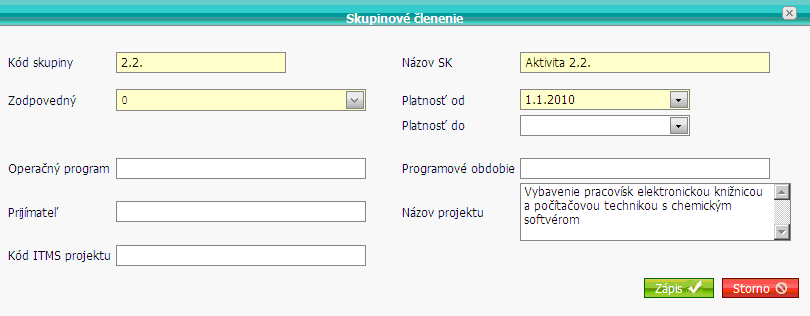 Skupinové členenie
Kód skupiny 2.2. Názov SK Aktivita 2.2.
Zodpovedný 0 Platnosť od 1.1.2010
Platnosť do
Operačný program Programové obdobie
Prijímateľ Názov projektu Vybavenie pracovísk elektronickou knižnicou
a počítačovou technikou s chemickým
softvérom
Kód ITMS projektu
Zápis Storno